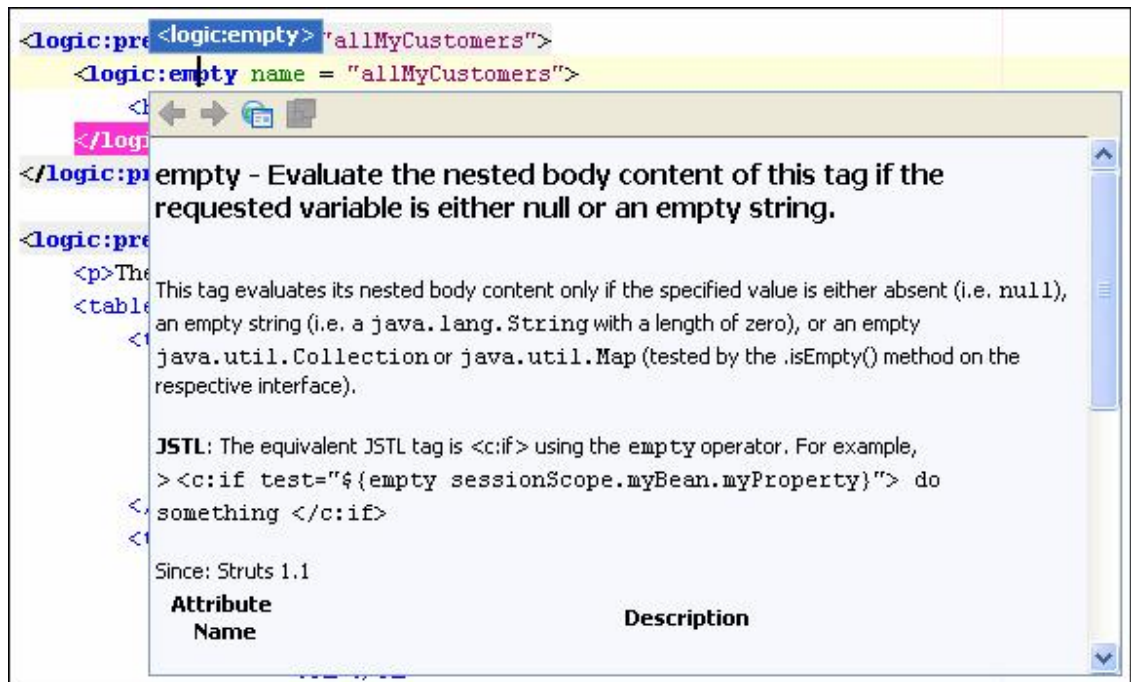 <logic:pre <logic:empty> "allMyCustomers">
<logic:empty name = "allMyCustomers">
<h
</logi
</logic:pr
empty - Evaluate the nested body content of this tag if the
requested variable is either null or an empty string.
<logic:pre
<p>The
<table
<t
This tag evaluates its nested body content only if the specified value is either absent (i.e. null),
an empty string (i.e. a java.lang.String with a length of zero), or an empty
java.util.Collection or java.util.Map (tested by the .isEmpty() method on the
respective interface).
JSTL: The equivalent JSTL tag is <c:if> using the empty operator. For example,
><c:if test="${empty sessionScope.myBean.myProperty}"> do
something </c:if>
</
<t
Since: Struts 1.1
Attribute
Name
Description